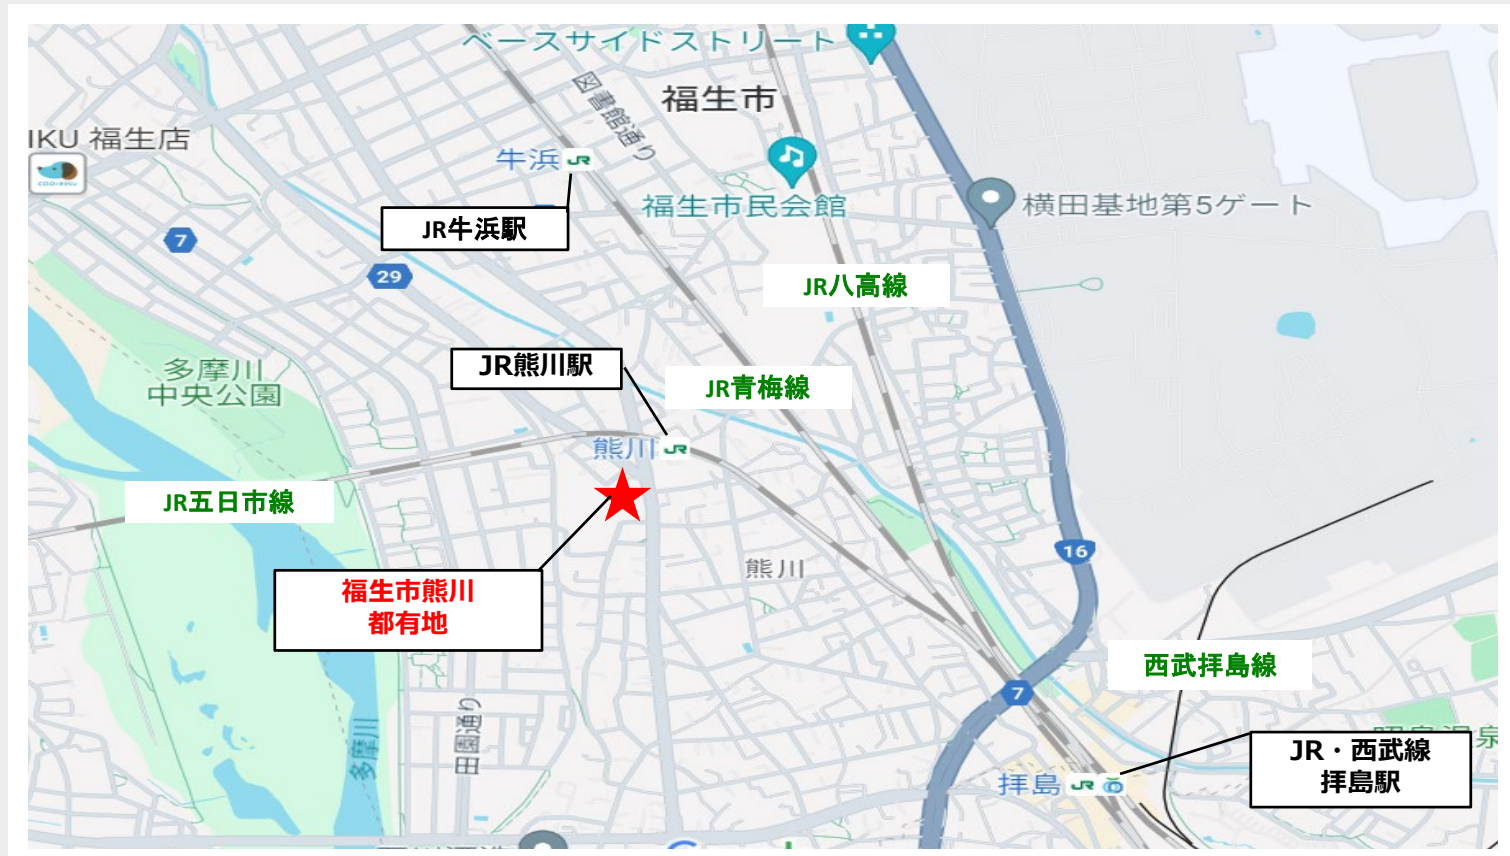 ベースサイドストリート
図書館通り
福生市
IKU 福生店
牛浜
JR
福生市民会館
横田基地第5ゲート
JR牛浜駅
7
29
JR八高線
JR熊川駅
多摩川
中央公園
JR青梅線
熊川
JR
JR五日市線
16
熊川
福生市熊川
都有地
西武拝島線
7
田園通り
多摩川
JR・西武線
拝島駅
拝島
JR